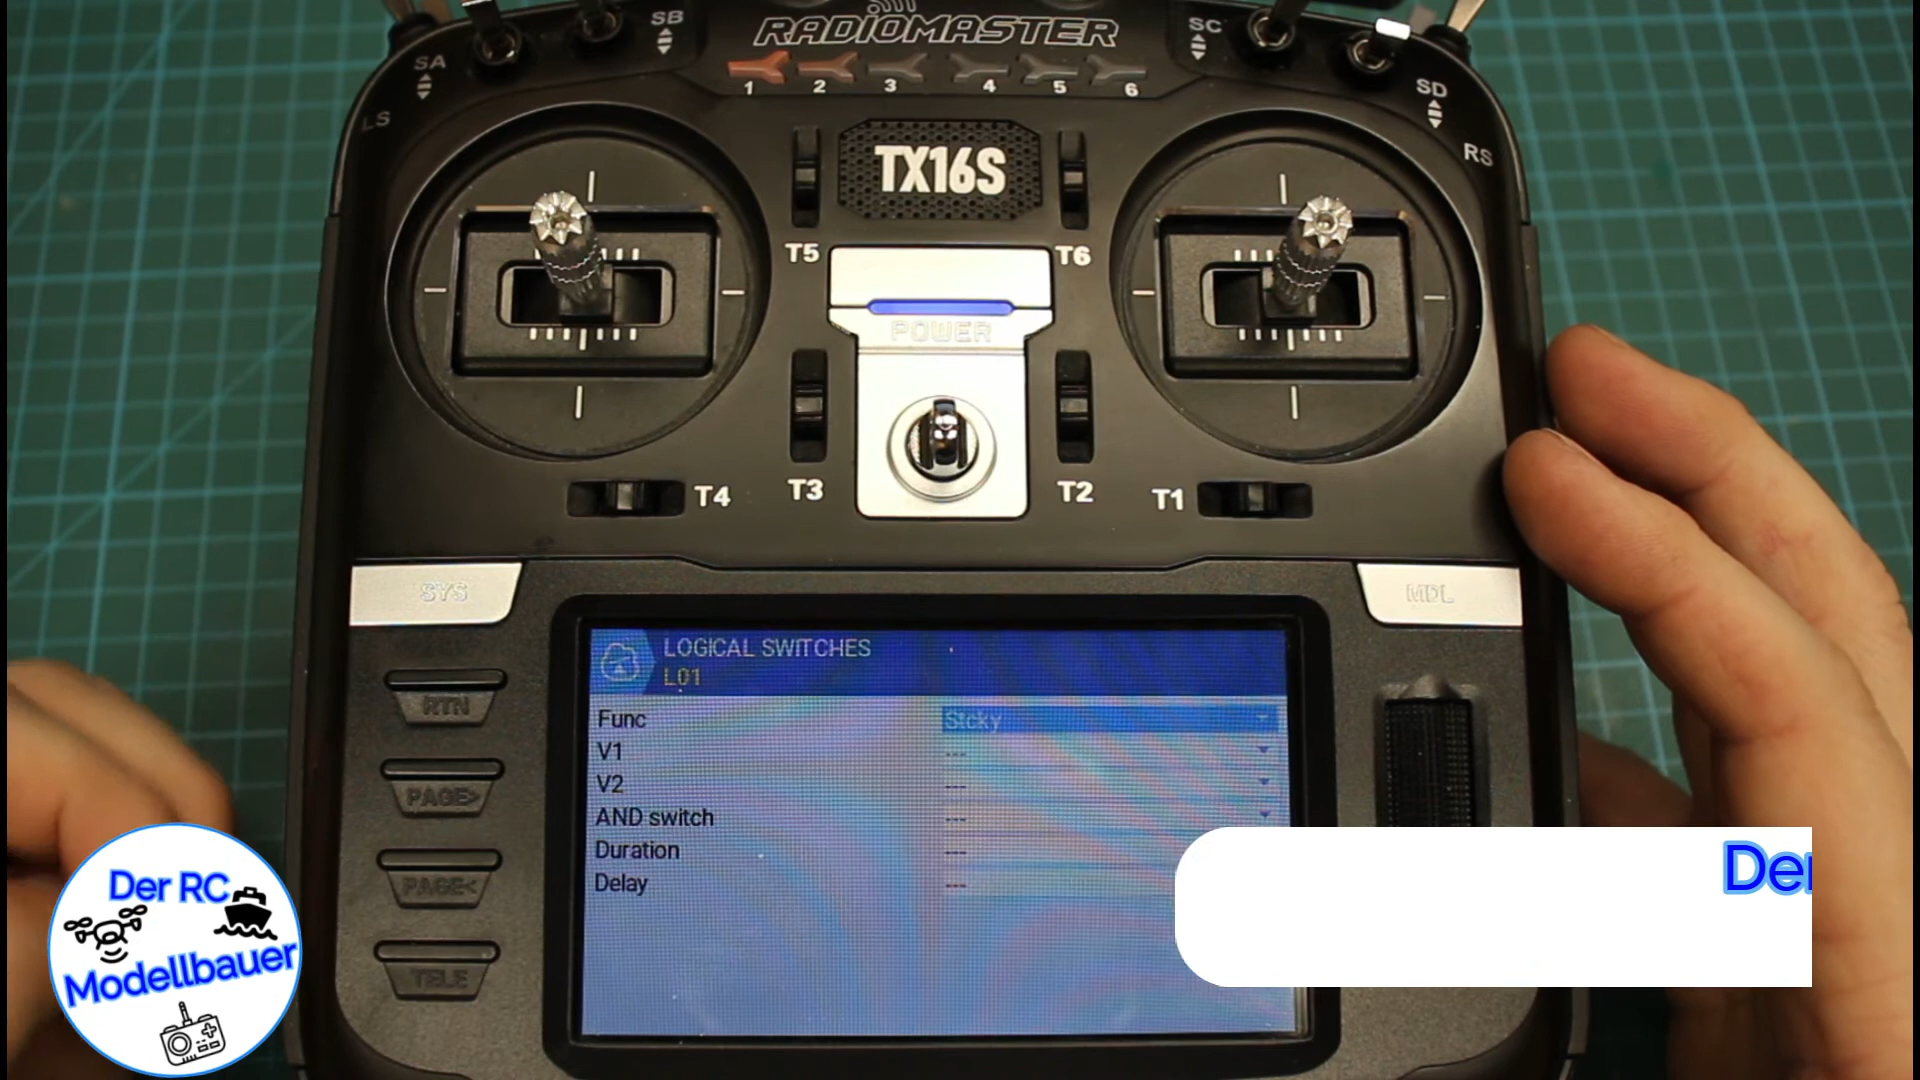 RADIOMASTER
SA
SB
SC
SD
LS
RS
1 2 3 4 5 6
TX16S
T5
T6
POWER
T4
T3
T2
T1
SYS
MDL
RTN
PAGE>
PAGE<
TELE
LOGICAL SWITCHES
L01
Func Stcky
V1 ---
V2 ---
AND switch ---
Duration ---
Delay ---
Der RC
Modellbauer